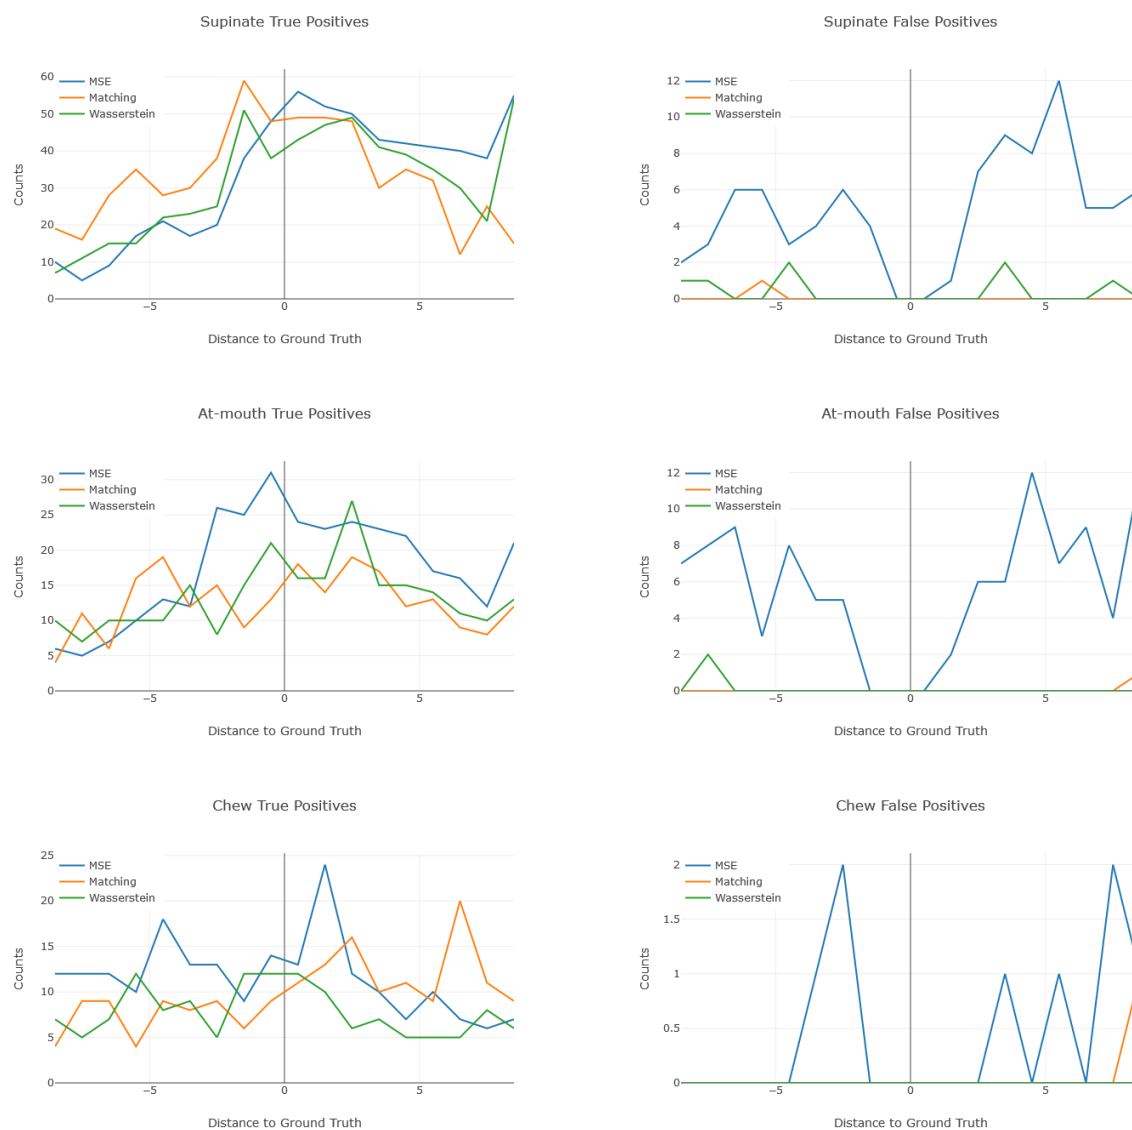 Supinate True Positives
60
50
40
30
20
10
0
MSE
Matching
Wasserstein
Counts
−5
0
5
Distance to Ground Truth
Supinate False Positives
12
10
8
6
4
2
0
MSE
Matching
Wasserstein
Counts
−5
0
5
Distance to Ground Truth
At-mouth True Positives
30
25
20
15
10
5
0
MSE
Matching
Wasserstein
Counts
−5
0
5
Distance to Ground Truth
At-mouth False Positives
12
10
8
6
4
2
0
MSE
Matching
Wasserstein
Counts
−5
0
5
Distance to Ground Truth
Chew True Positives
25
20
15
10
5
0
MSE
Matching
Wasserstein
Counts
−5
0
5
Distance to Ground Truth
Chew False Positives
2
1.5
1
0.5
0
MSE
Matching
Wasserstein
Counts
−5
0
5
Distance to Ground Truth